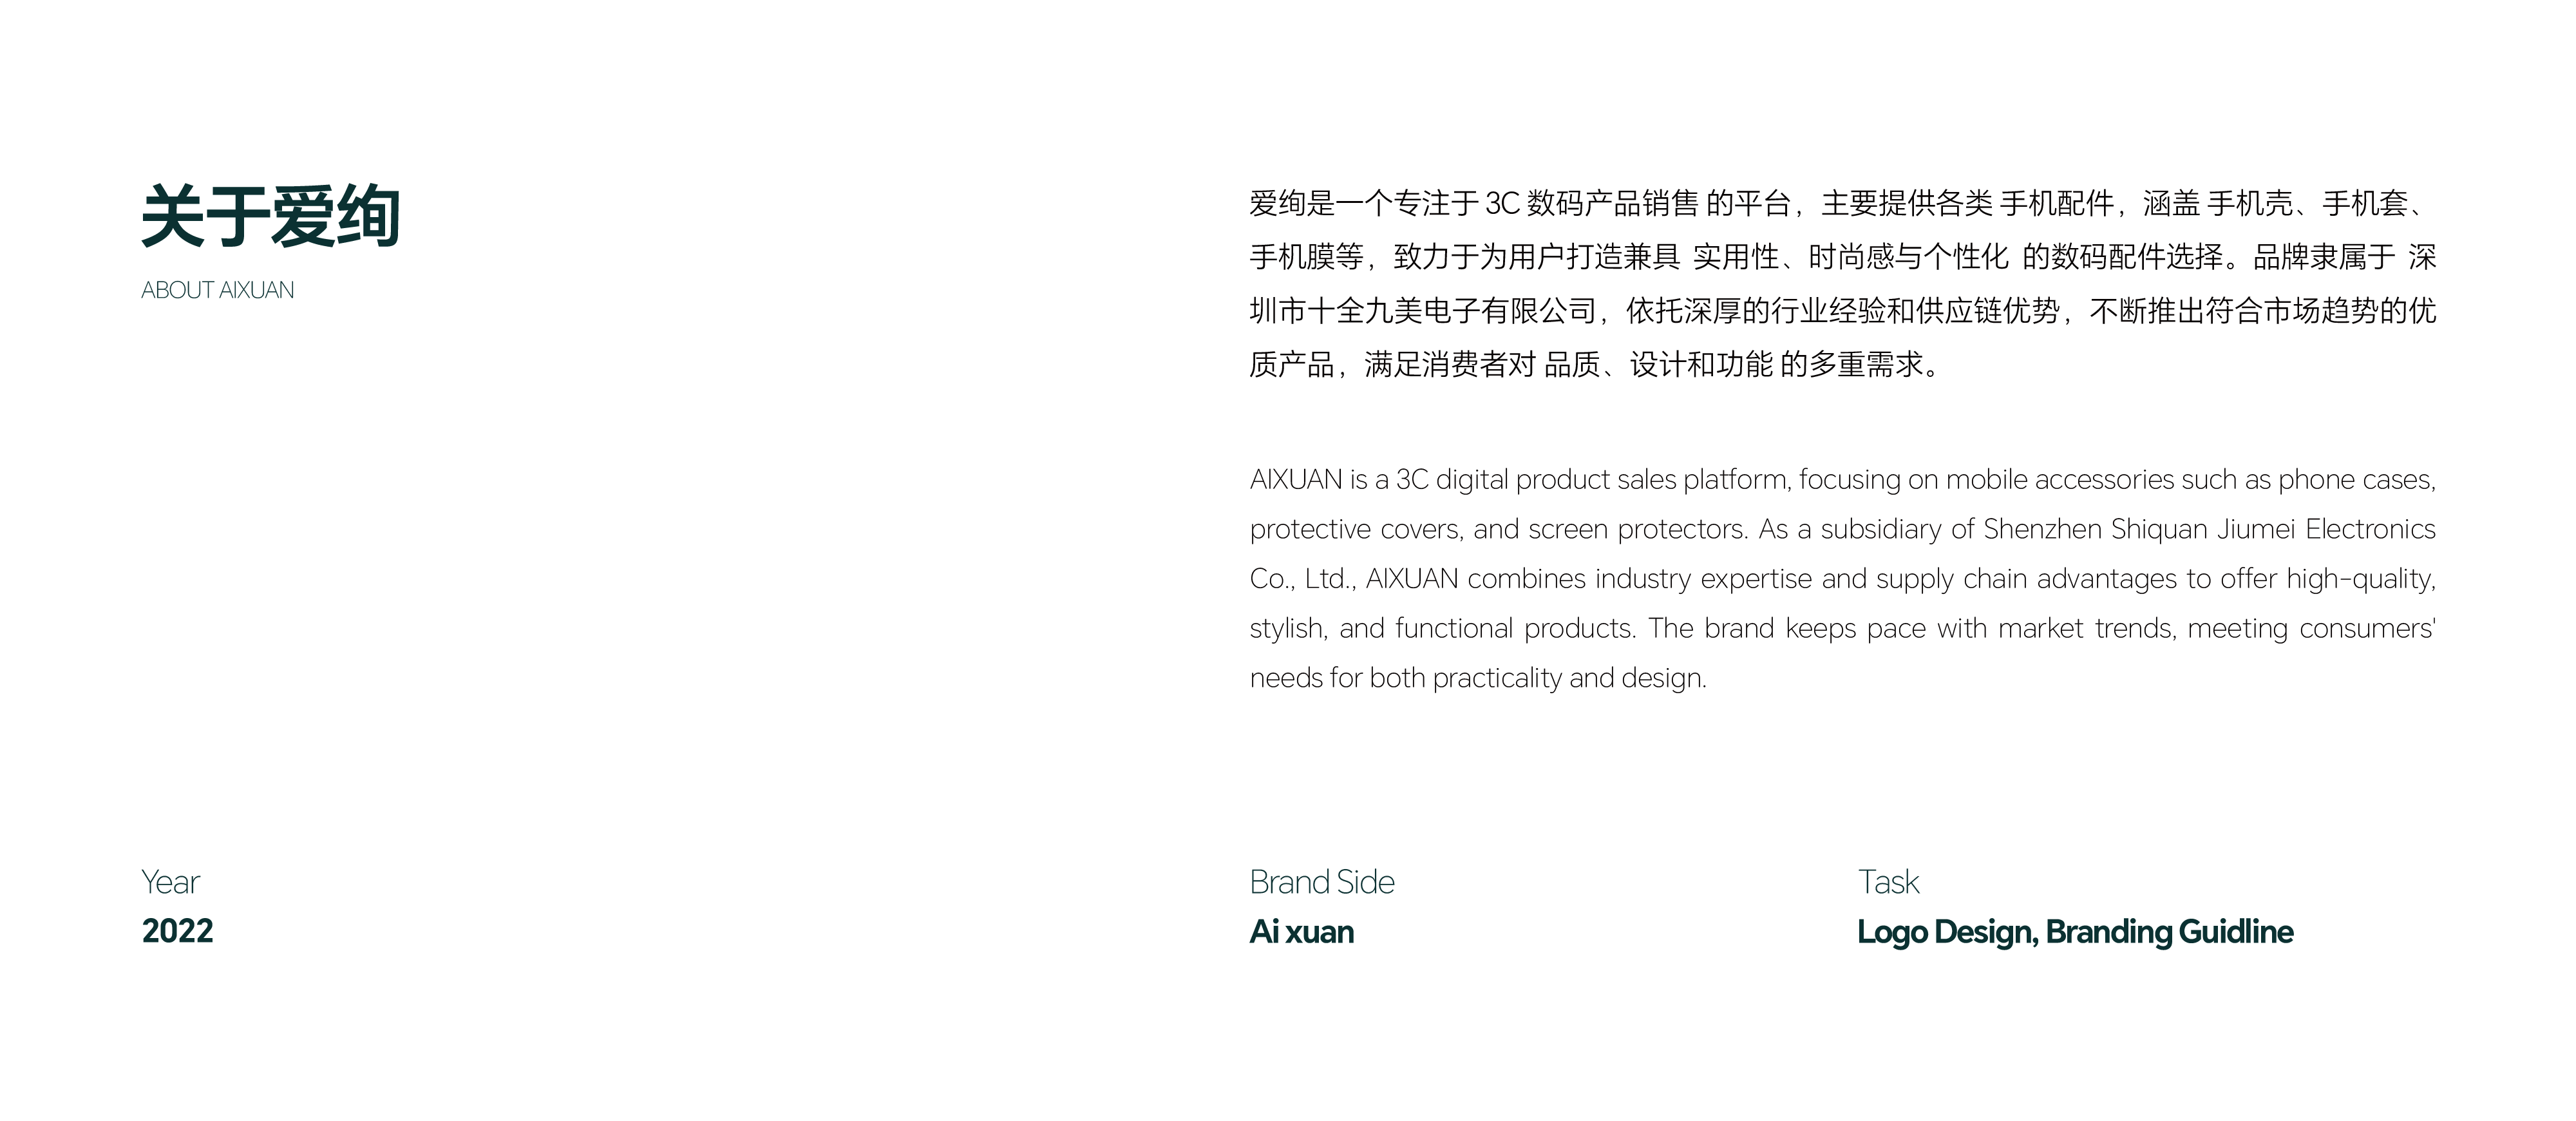 关于爱绚
ABOUT AIXUAN
爱绚是一个专注于 3C 数码产品销售 的平台，主要提供各类 手机配件，涵盖 手机壳、手机套、
手机膜等，致力于为用户打造兼具 实用性、时尚感与个性化 的数码配件选择。品牌隶属于 深
圳市十全九美电子有限公司，依托深厚的行业经验和供应链优势，不断推出符合市场趋势的优
质产品，满足消费者对 品质、设计和功能 的多重需求。
AIXUAN is a 3C digital product sales platform, focusing on mobile accessories such as phone cases,
protective covers, and screen protectors. As a subsidiary of Shenzhen Shiquan Jiumei Electronics
Co., Ltd., AIXUAN combines industry expertise and supply chain advantages to offer high-quality,
stylish, and functional products. The brand keeps pace with market trends, meeting consumers'
needs for both practicality and design.
Year
2022
Brand Side
Ai xuan
Task
Logo Design, Branding Guidline